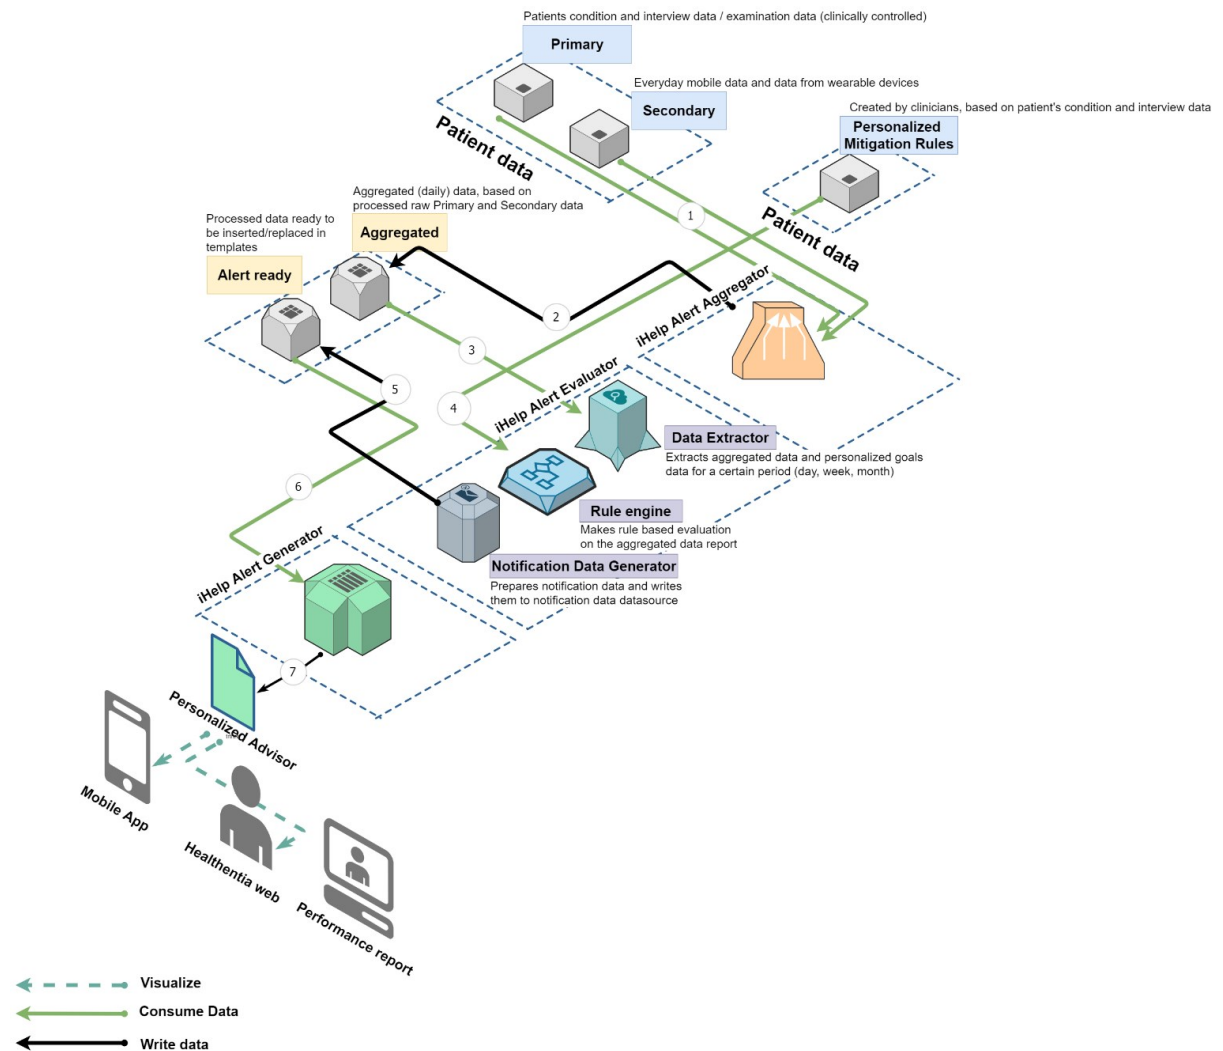 Patients condition and interview data / examination data (clinically controlled)
Primary
Everyday mobile data and data from wearable devices
Secondary
Created by clinicians, based on patient's condition and interview data
Personalized
Mitigation Rules
Patient data
Patient data
Aggregated (daily) data, based on
processed raw Primary and Secondary data
Aggregated
Processed data ready to
be inserted/replaced in
templates
Alert ready
1
2
3
4
5
6
7
iHelp Alert Aggregator
iHelp Alert Evaluator
Data Extractor
Extracts aggregated data and personalized goals
data for a certain period (day, week, month)
Rule engine
Makes rule based evaluation
on the aggregated data report
Notification Data Generator
Prepares notification data and writes
them to notification data datasource
iHelp Alert Generator
Personalized Advisor
Mobile App
Healthentia web
Performance report
Visualize
Consume Data
Write data